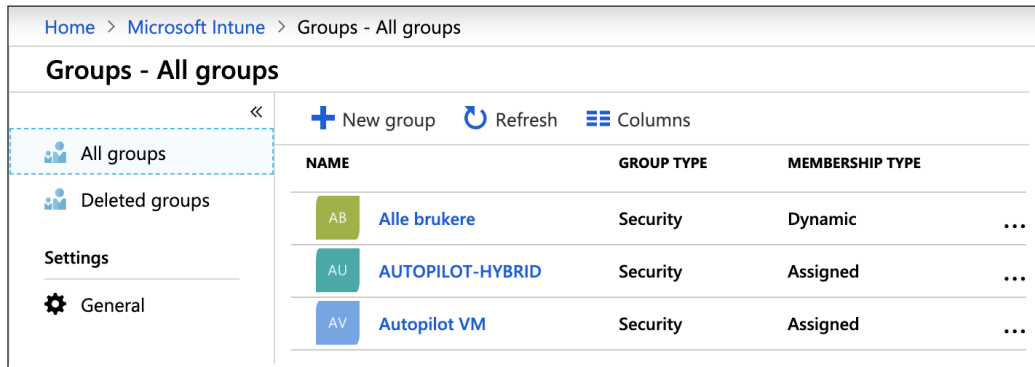 Home > Microsoft Intune > Groups - All groups
Groups - All groups
«
All groups
Deleted groups
Settings
General
New group Refresh Columns
NAME GROUP TYPE MEMBERSHIP TYPE
AB Alle brukere Security Dynamic ...
AU AUTOPILOT-HYBRID Security Assigned ...
AV Autopilot VM Security Assigned ...